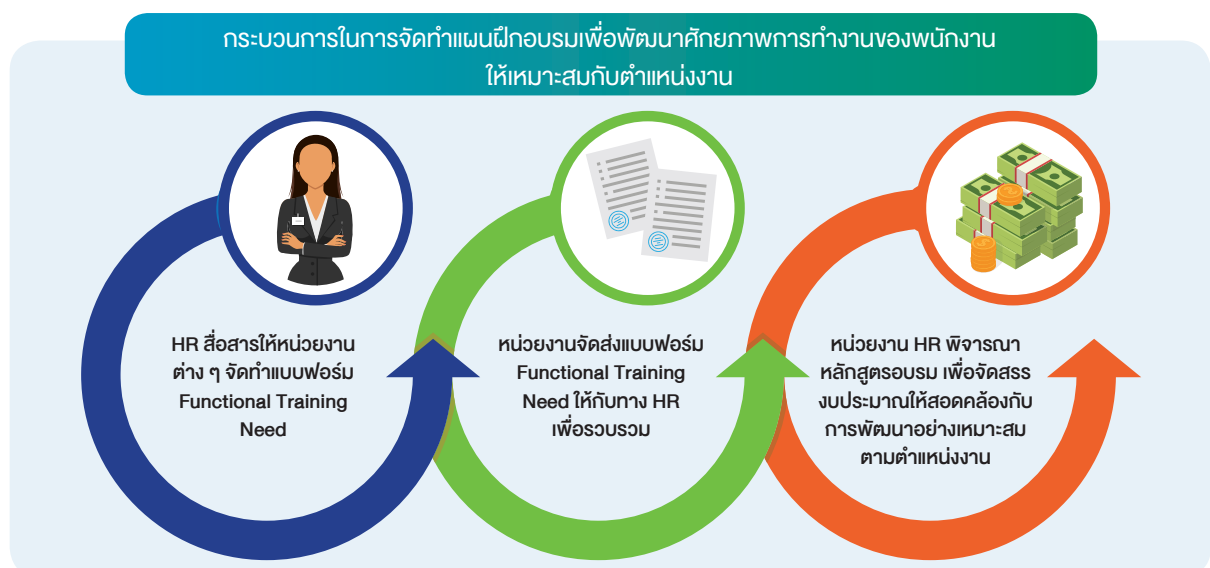 กระบวนการในการจัดทำแผนฝึกอบรมเพื่อพัฒนาศักยภาพการทำงานของพนักงาน
ให้เหมาะสมกับตำแหน่งงาน
HR สื่อสารให้หน่วยงาน
ต่าง ๆ จัดทำแบบฟอร์ม
Functional Training
Need
หน่วยงานจัดส่งแบบฟอร์ม
Functional Training
Need ให้กับทาง HR
เพื่อรวบรวม
หน่วยงาน HR พิจารณา
หลักสูตรอบรม เพื่อจัดสรร
งบประมาณให้สอดคล้องกับ
การพัฒนาอย่างเหมาะสม
ตามตำแหน่งงาน